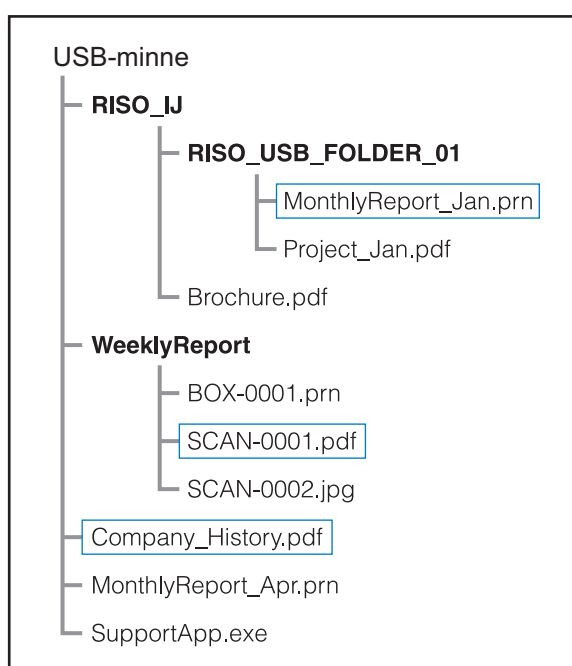 USB-minne
RISO_IJ
RISO_USB_FOLDER_01
MonthlyReport_Jan.prn
Project_Jan.pdf
Brochure.pdf
WeeklyReport
BOX-0001.prn
SCAN-0001.pdf
SCAN-0002.jpg
Company_History.pdf
MonthlyReport_Apr.prn
SupportApp.exe